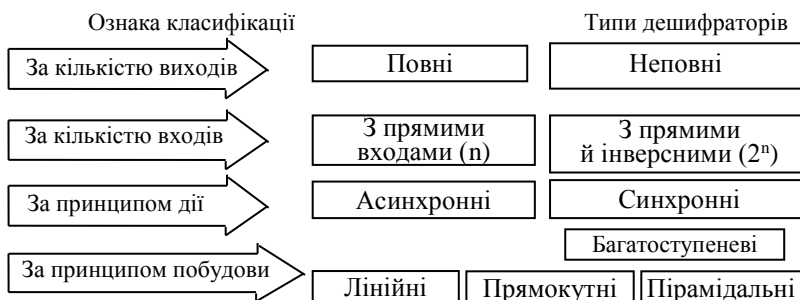 Ознака класифікації Типи дешифраторів
За кількістю виходів Повні Неповні
За кількістю входів З прямими входами (n) З прямими й інверсними (2ⁿ)
За принципом дії Асинхронні Синхронні
Багатоступеневі
За принципом побудови
Лінійні Прямокутні Пірамідальні